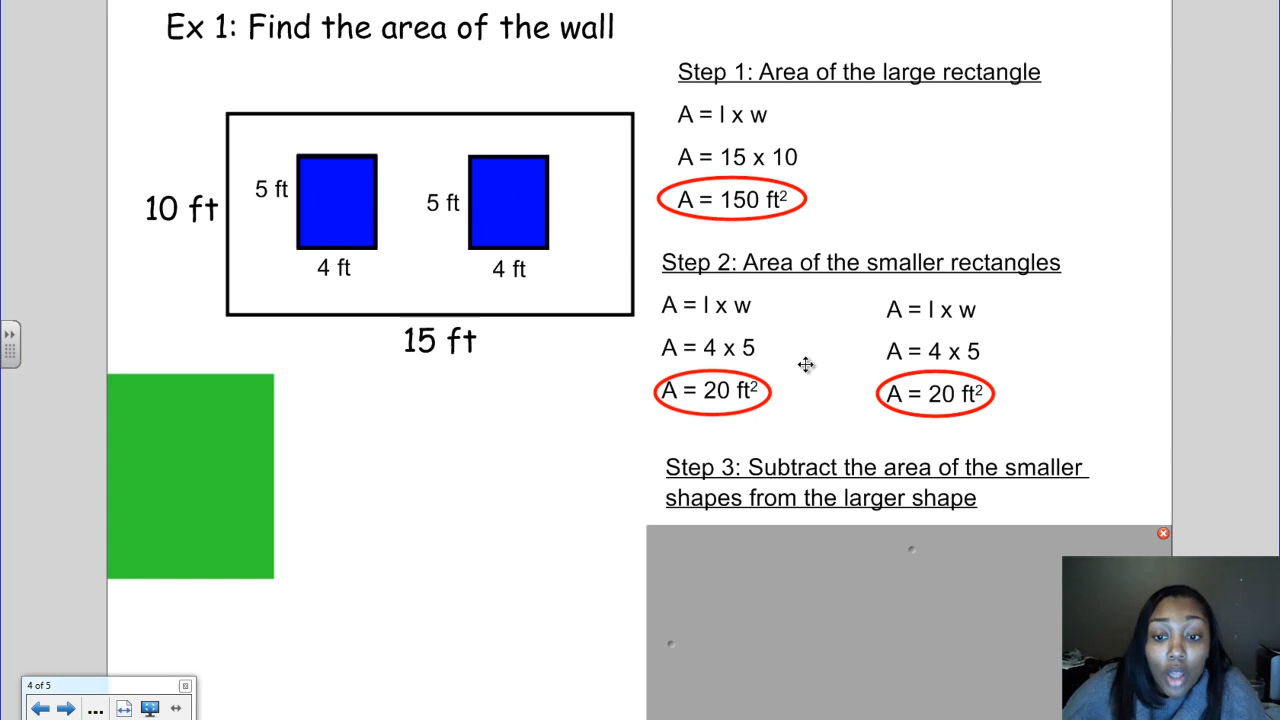 Ex 1: Find the area of the wall
Step 1: Area of the large rectangle
A = l x w
A = 15 x 10
A = 150 ft²
10 ft
5 ft
5 ft
4 ft
4 ft
15 ft
Step 2: Area of the smaller rectangles
A = l x w
A = 4 x 5
A = 20 ft²
A = l x w
A = 4 x 5
A = 20 ft²
Step 3: Subtract the area of the smaller
shapes from the larger shape
4 of 5
...